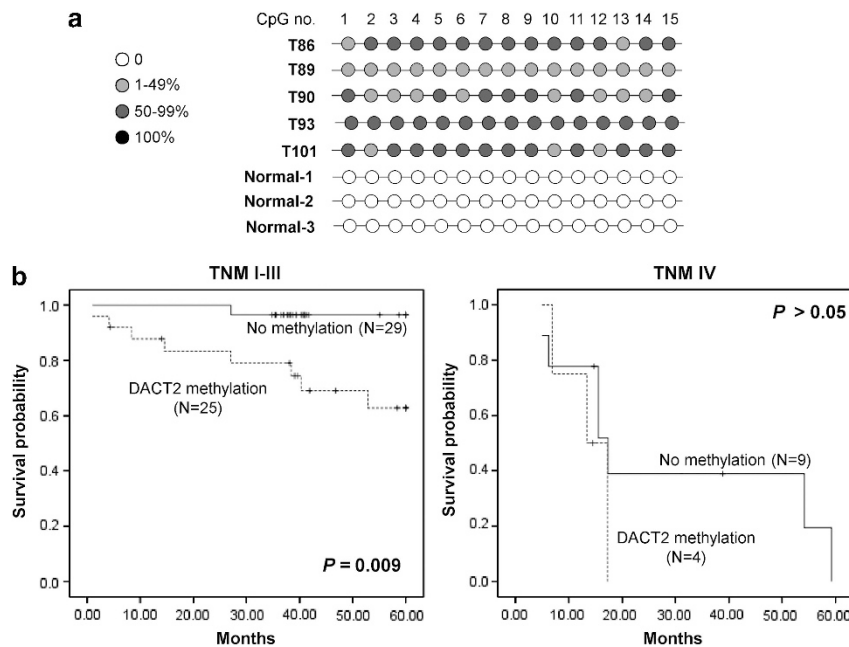 a
CpG no. 1 2 3 4 5 6 7 8 9 10 11 12 13 14 15
0
1-49%
50-99%
100%
T86
T89
T90
T93
T101
Normal-1
Normal-2
Normal-3
b
TNM I-III
Survival probability
1.0
0.8
0.6
0.4
0.2
0.0
No methylation (N=29)
DACT2 methylation
(N=25)
P = 0.009
0.00 10.00 20.00 30.00 40.00 50.00 60.00
Months
TNM IV
Survival probability
1.0
0.8
0.6
0.4
0.2
0.0
P > 0.05
No methylation (N=9)
DACT2 methylation
(N=4)
0.00 10.00 20.00 30.00 40.00 50.00 60.00
Months